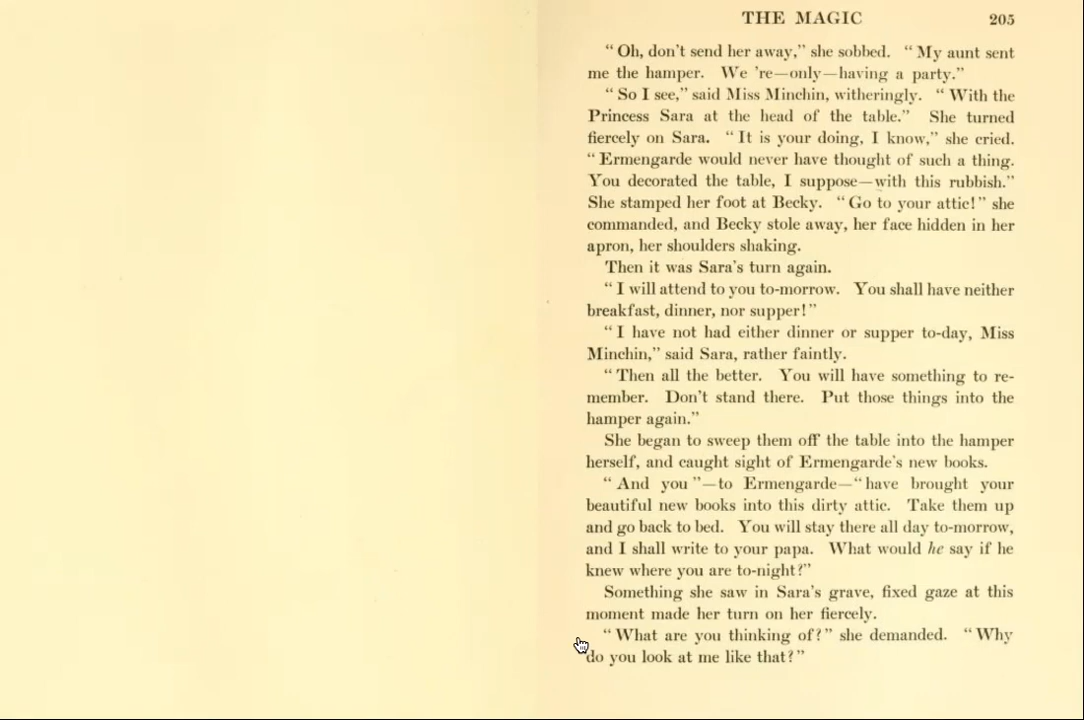 THE MAGIC 205
“ Oh, don't send her away,” she sobbed. “ My aunt sent
me the hamper. We 're—only—having a party.”
“ So I see,” said Miss Minchin, witheringly. “ With the
Princess Sara at the head of the table.” She turned
fiercely on Sara. “ It is your doing, I know,” she cried.
“ Ermengarde would never have thought of such a thing.
You decorated the table, I suppose—with this rubbish.”
She stamped her foot at Becky. “ Go to your attic! ” she
commanded, and Becky stole away, her face hidden in her
apron, her shoulders shaking.
Then it was Sara's turn again.
“ I will attend to you to-morrow. You shall have neither
breakfast, dinner, nor supper! ”
“ I have not had either dinner or supper to-day, Miss
Minchin,” said Sara, rather faintly.
“ Then all the better. You will have something to re-
member. Don't stand there. Put those things into the
hamper again.”
She began to sweep them off the table into the hamper
herself, and caught sight of Ermengarde's new books.
“ And you ”—to Ermengarde—“ have brought your
beautiful new books into this dirty attic. Take them up
and go back to bed. You will stay there all day to-morrow,
and I shall write to your papa. What would he say if he
knew where you are to-night?”
Something she saw in Sara's grave, fixed gaze at this
moment made her turn on her fiercely.
“ What are you thinking of? ” she demanded. “ Why
do you look at me like that? ”